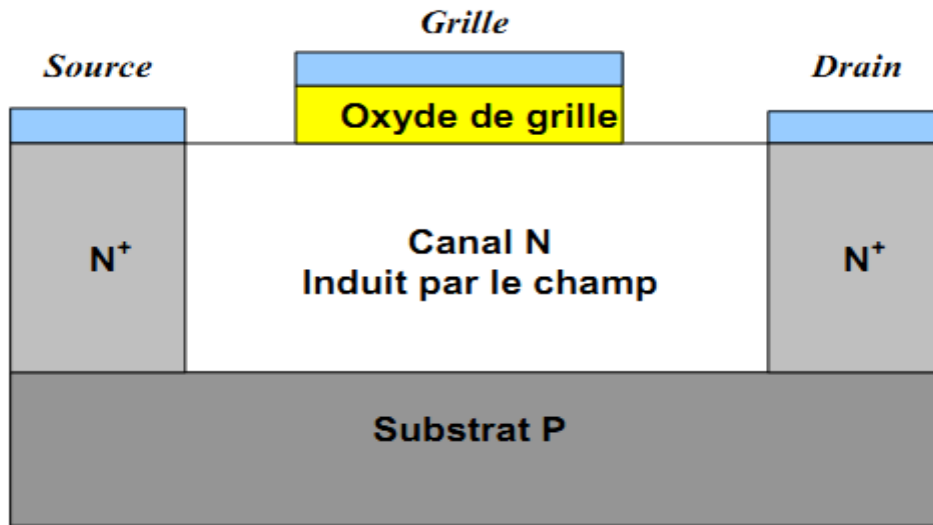 Grille
Source
Drain
Oxyde de grille
N+
Canal N
Induit par le champ
N+
Substrat P